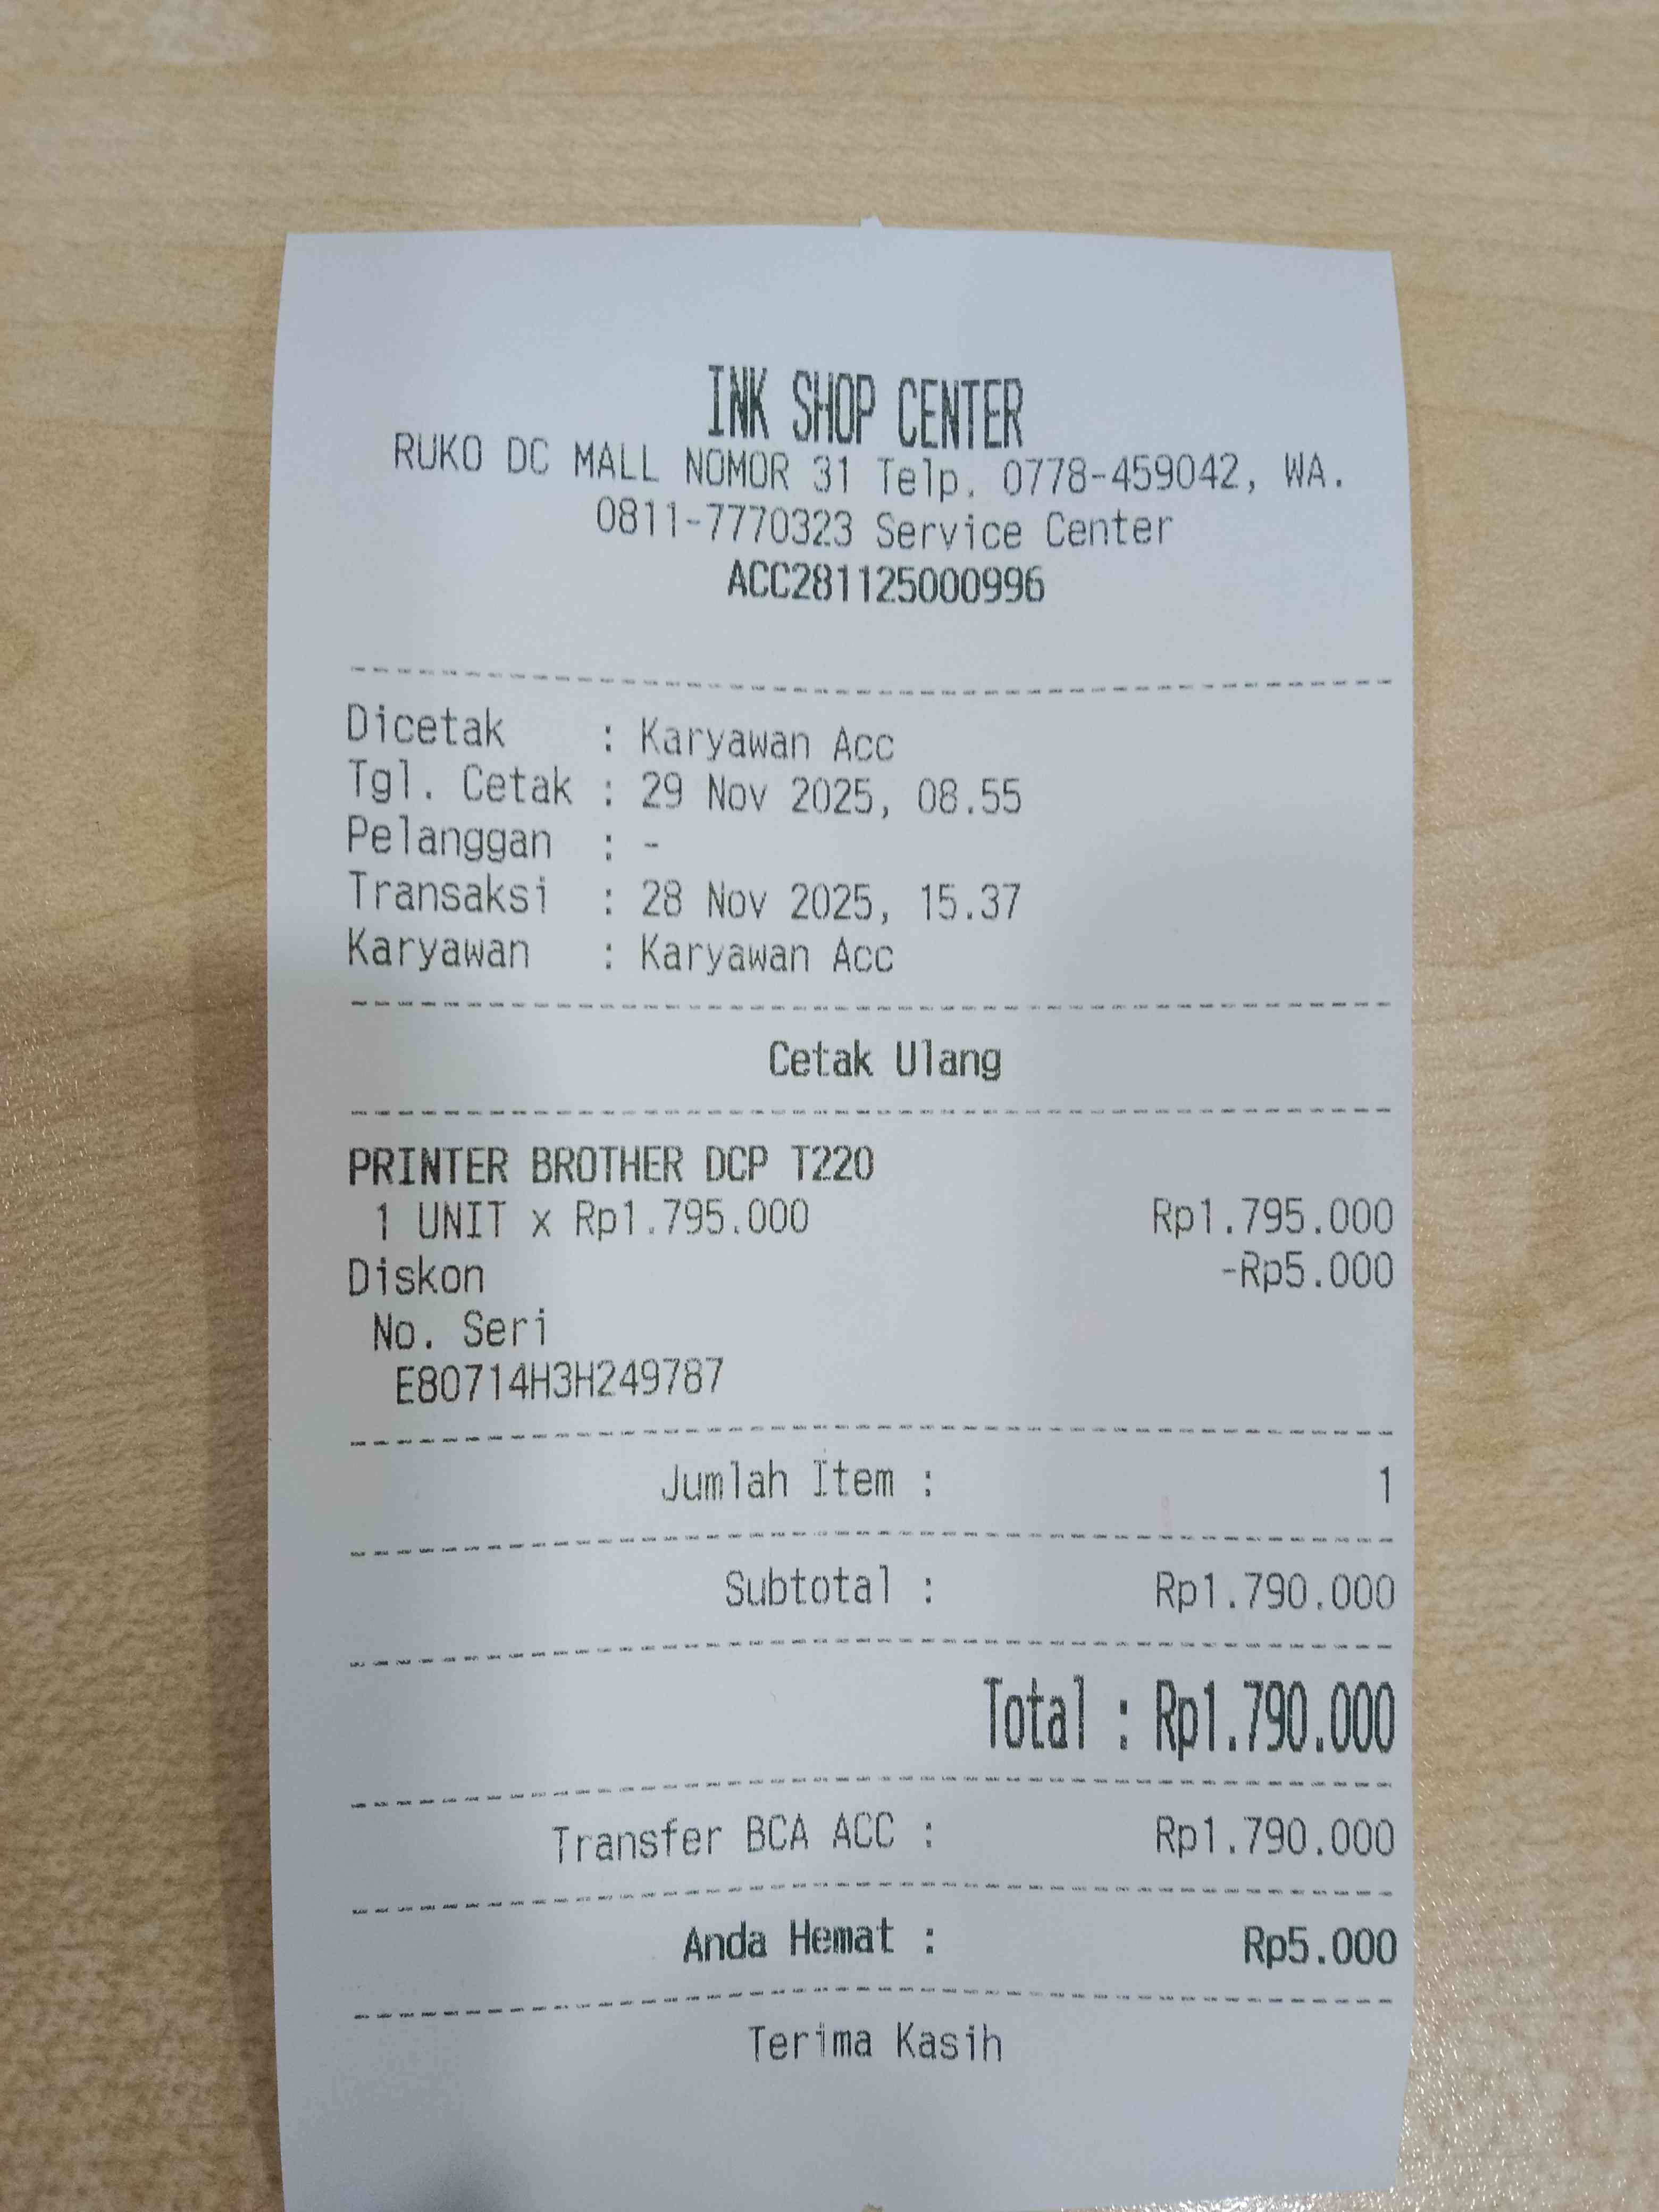 INK SHOP CENTER
RUKO DC MALL NOMOR 31 Telp. 0778-459042, WA.
0811-7770323 Service Center
ACC281125000996
Dicetak : Karyawan Acc
Tgl. Cetak : 29 Nov 2025, 08.55
Pelanggan : -
Transaksi : 28 Nov 2025, 15.37
Karyawan : Karyawan Acc
Cetak Ulang
PRINTER BROTHER DCP T220
1 UNIT x Rp1.795.000 Rp1.795.000
Diskon -Rp5.000
No. Seri
E80714H3H249787
Jumlah Item : 1
Subtotal : Rp1.790.000
Total : Rp1.790.000
Transfer BCA ACC : Rp1.790.000
Anda Hemat : Rp5.000
Terima Kasih